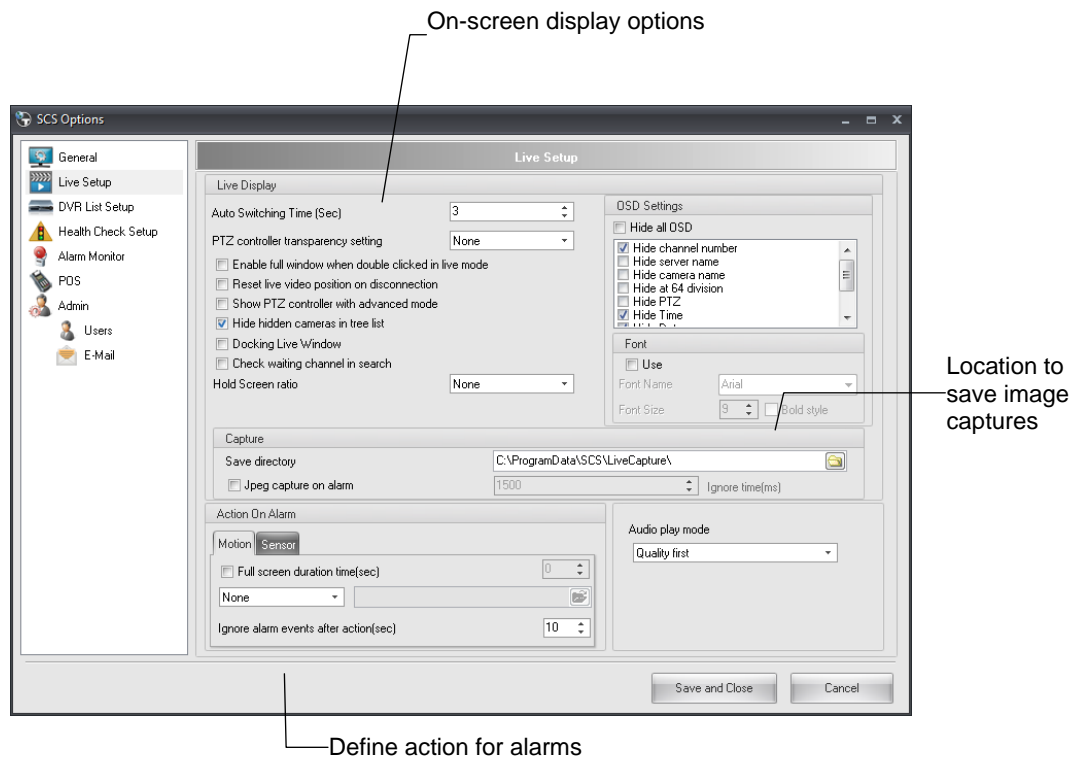 On-screen display options
SCS Options
General
Live Setup
DVR List Setup
Health Check Setup
Alarm Monitor
POS
Admin
Users
E-Mail
Live Setup
Live Display
Auto Switching Time (Sec)
3
PTZ controller transparency setting
None
Enable full window when double clicked in live mode
Reset live video position on disconnection
Show PTZ controller with advanced mode
Hide hidden cameras in tree list
Docking Live Window
Check waiting channel in search
Hold Screen ratio
None
OSD Settings
Hide all OSD
Hide channel number
Hide server name
Hide camera name
Hide at 64 division
Hide PTZ
Hide Time
Font
Use
Font Name
Arial
Font Size
9
Bold style
Location to
save image
captures
Capture
Save directory
C:\ProgramData\SCS\LiveCapture\
Jpeg capture on alarm
1500
Ignore time(ms)
Action On Alarm
Motion Sensor
Full screen duration time(sec)
0
None
Ignore alarm events after action(sec)
10
Audio play mode
Quality first
Save and Close
Cancel
Define action for alarms